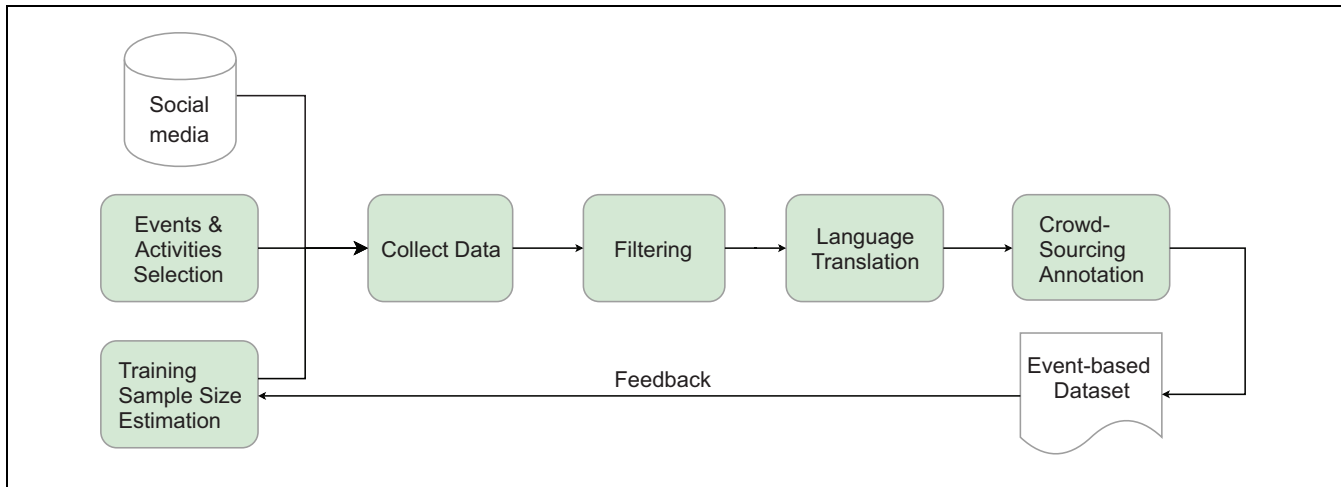 Social
media
Events &
Activities
Selection
Collect Data
Filtering
Language
Translation
Crowd-
Sourcing
Annotation
Training
Sample Size
Estimation
Feedback
Event-based
Dataset